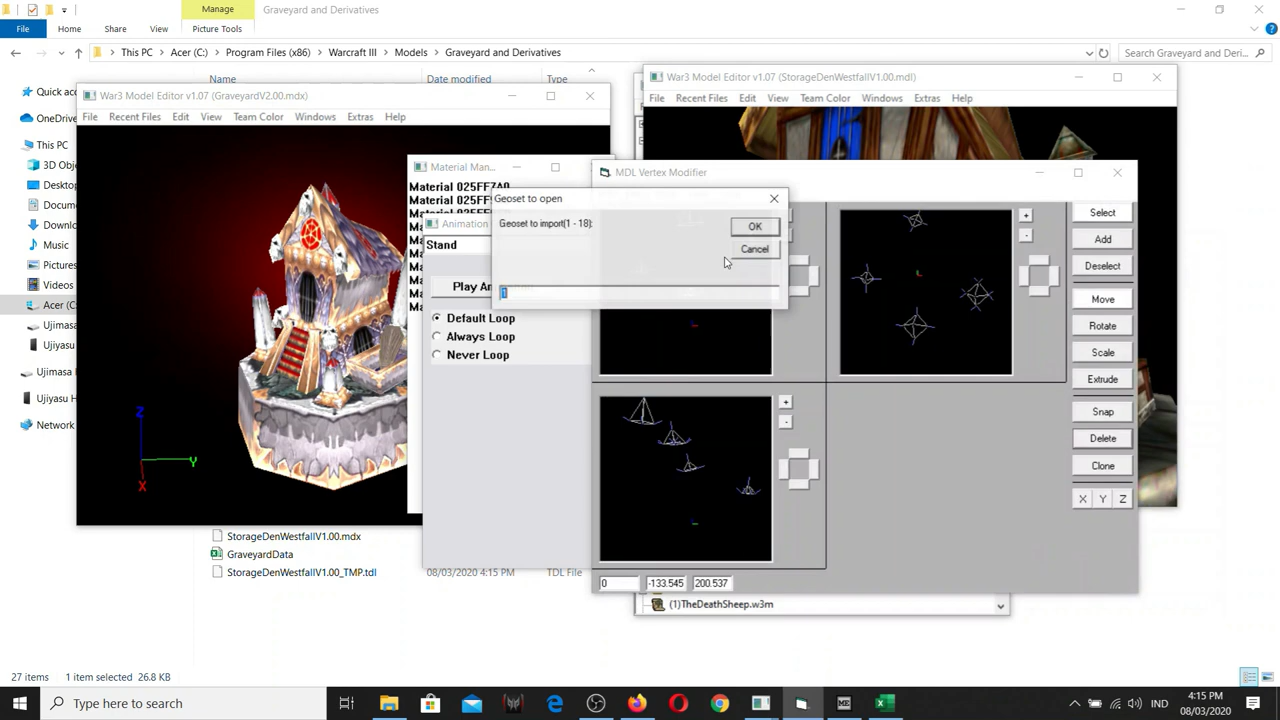 Manage
Graveyard and Derivatives
File
Home
Share
View
Picture Tools
This PC
Acer (C:)
Program Files (x86)
Warcraft III
Models
Graveyard and Derivatives
Search Graveyard and Deri...
Name
Date modified
Type
Quick acc
OneDrive
This PC
3D Object
Desktop
Docume
Downloa
Music
Pictures
Videos
Acer (C:
Ujimasa
Ujiyasu
Ujimasa H
Ujiyasu Ho
Network
War3 Model Editor v1.07 (GraveyardV2.00.mdx)
File
Recent Files
Edit
View
Team Color
Windows
Extras
Help
Z
Y
X
War3 Model Editor v1.07 (StorageDenWestfallV1.00.mdl)
File
Recent Files
Edit
View
Team Color
Windows
Extras
Help
Material Man...
Material 025FF7A0
Animation
Stand
Play An
Default Loop
Always Loop
Never Loop
MDL Vertex Modifier
Geoset to open
Geoset to import(1 - 18):
OK
Cancel
1
+
-
+
-
Select
Add
Deselect
Move
Rotate
Scale
Extrude
Snap
Delete
Clone
X
Y
Z
0
-133.545
200.537
StorageDenWestfallV1.00.mdx
GraveyardData
StorageDenWestfallV1.00_TMP.tdl
08/03/2020 4:15 PM
TDL File
(1)TheDeathSheep.w3m
27 items
1 item selected
26.8 KB
Type here to search
IND
4:15 PM
08/03/2020